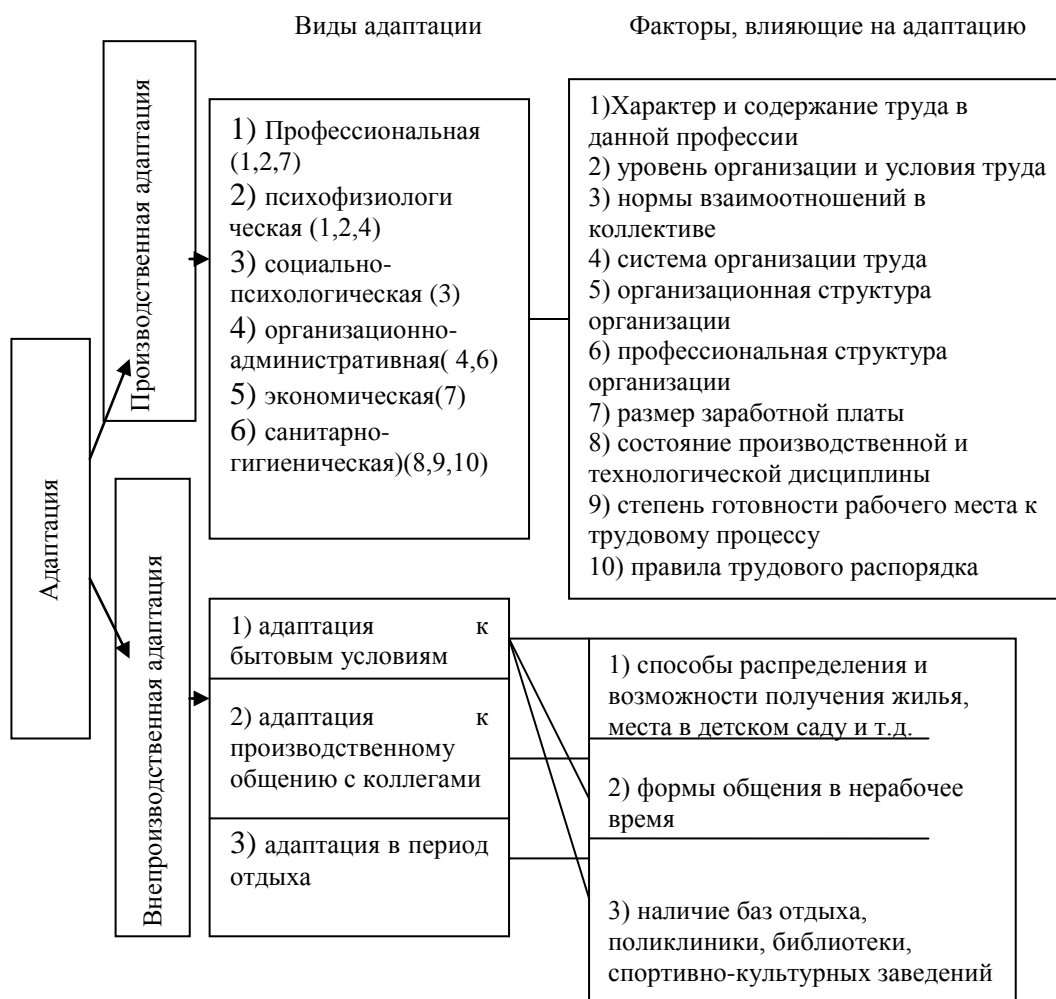 Виды адаптации
Факторы, влияющие на адаптацию
Адаптация
Производственная адаптация
1) Профессиональная
(1,2,7)
2) психофизиологи
ческая (1,2,4)
3) социально-
психологическая (3)
4) организационно-
административная( 4,6)
5) экономическая(7)
6) санитарно-
гигиеническая)(8,9,10)
1)Характер и содержание труда в
данной профессии
2) уровень организации и условия труда
3) нормы взаимоотношений в
коллективе
4) система организации труда
5) организационная структура
организации
6) профессиональная структура
организации
7) размер заработной платы
8) состояние производственной и
технологической дисциплины
9) степень готовности рабочего места к
трудовому процессу
10) правила трудового распорядка
Внепроизводственная адаптация
1) адаптация к
бытовым условиям
2) адаптация к
производственному
общению с коллегами
3) адаптация в период
отдыха
1) способы распределения и
возможности получения жилья,
места в детском саду и т.д.
2) формы общения в нерабочее
время
3) наличие баз отдыха,
поликлиники, библиотеки,
спортивно-культурных заведений